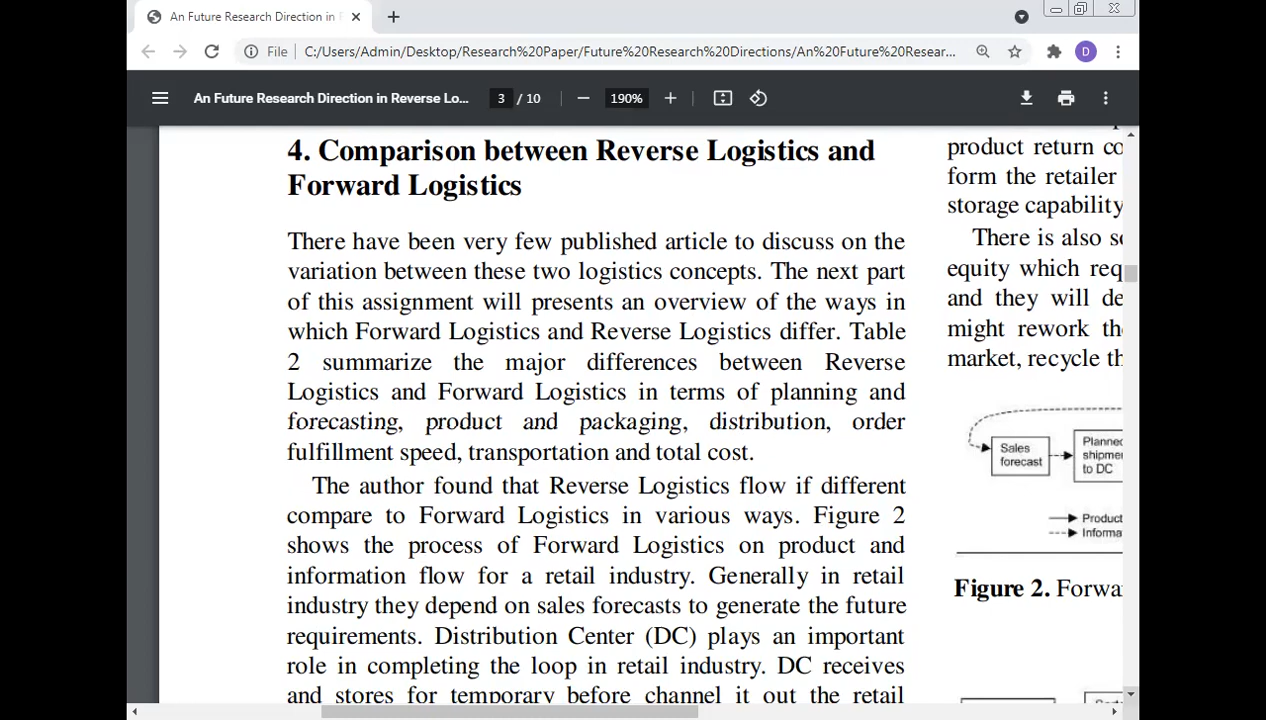 An Future Research Direction in
File C:/Users/Admin/Desktop/Research%20Paper/Future%20Research%20Directions/An%20Future%20Resear...
D
An Future Research Direction in Reverse Lo...
3 / 10
190%
4. Comparison between Reverse Logistics and
Forward Logistics
There have been very few published article to discuss on the
variation between these two logistics concepts. The next part
of this assignment will presents an overview of the ways in
which Forward Logistics and Reverse Logistics differ. Table
2 summarize the major differences between Reverse
Logistics and Forward Logistics in terms of planning and
forecasting, product and packaging, distribution, order
fulfillment speed, transportation and total cost.
The author found that Reverse Logistics flow if different
compare to Forward Logistics in various ways. Figure 2
shows the process of Forward Logistics on product and
information flow for a retail industry. Generally in retail
industry they depend on sales forecasts to generate the future
requirements. Distribution Center (DC) plays an important
role in completing the loop in retail industry. DC receives
and stores for temporary before channel it out the retail
product return co
form the retailer
storage capability
There is also s
equity which req
and they will de
might rework th
market, recycle th
Sales
forecast
Planned
shipme
to DC
Product
Informa
Figure 2. Forwa